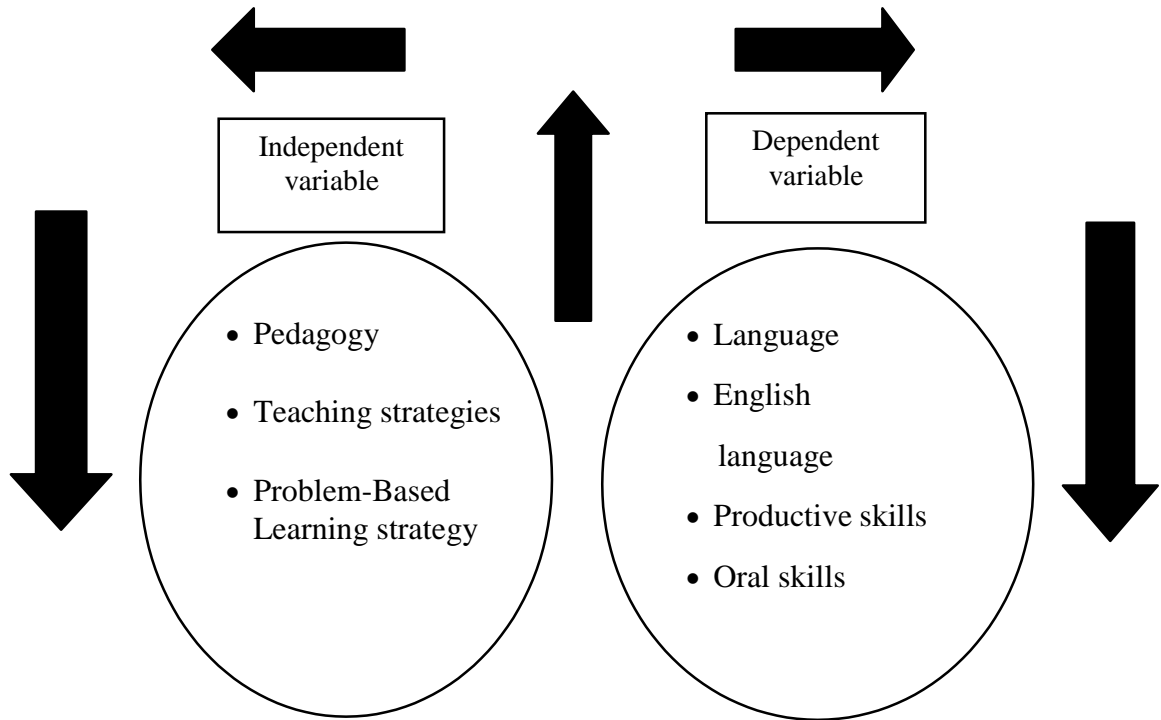 Independent
variable
• Pedagogy
• Teaching strategies
• Problem-Based
Learning strategy
Dependent
variable
• Language
• English
language
• Productive skills
• Oral skills